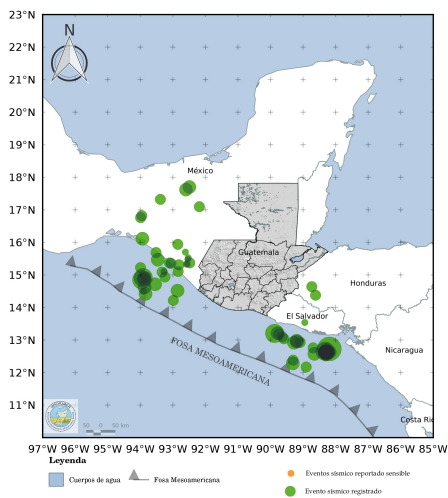 23°N
22°N
21°N
20°N
19°N
18°N
17°N
16°N
15°N
14°N
13°N
12°N
11°N
N
México
Guatemala
Honduras
El Salvador
Nicaragua
Costa Ric
FOSA MESOAMERICANA
50 0 50 km
97°W 96°W 95°W 94°W 93°W 92°W 91°W 90°W 89°W 88°W 87°W 86°W 85°W
Leyenda
Cuerpos de agua
Fosa Mesoamericana
Eventos sísmico reportado sensible
Evento sísmico registrado